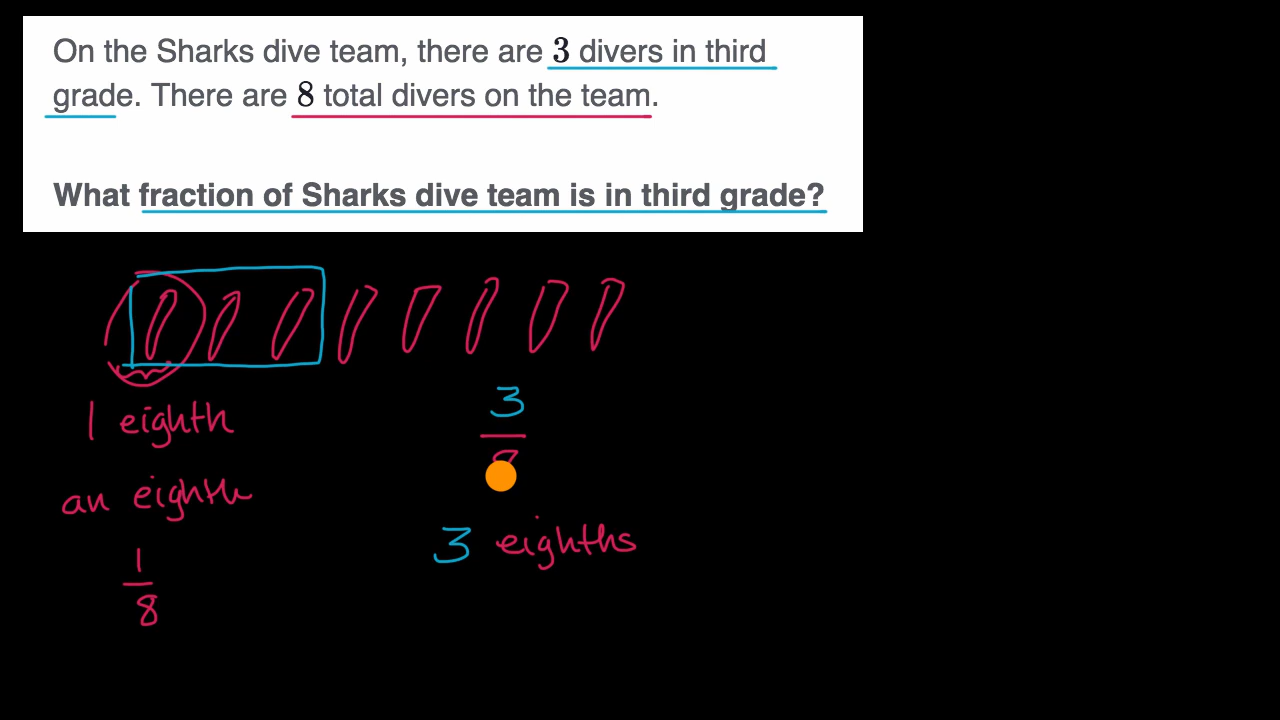 On the Sharks dive team, there are 3 divers in third
grade. There are 8 total divers on the team.
What fraction of Sharks dive team is in third grade?
1 eighth
an eighth
1
8
3
3 eighths